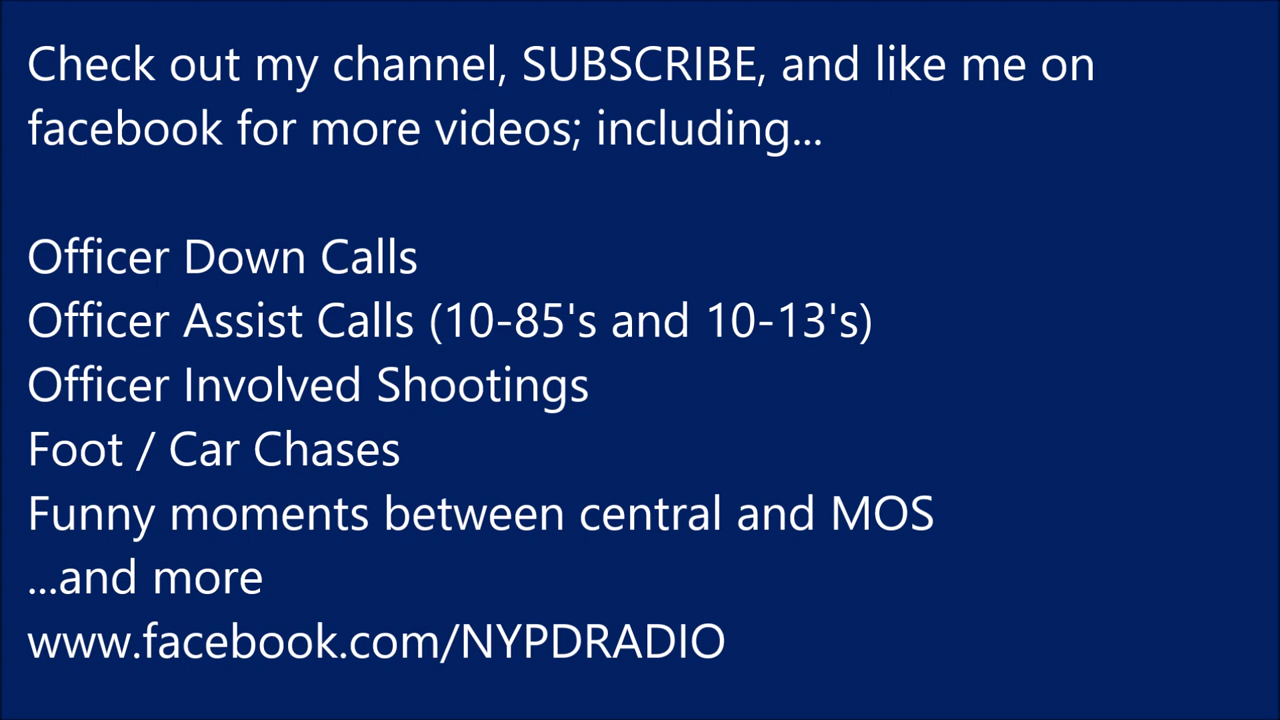 Check out my channel, SUBSCRIBE, and like me on
facebook for more videos; including...
Officer Down Calls
Officer Assist Calls (10-85's and 10-13's)
Officer Involved Shootings
Foot / Car Chases
Funny moments between central and MOS
...and more
www.facebook.com/NYPDRADIO